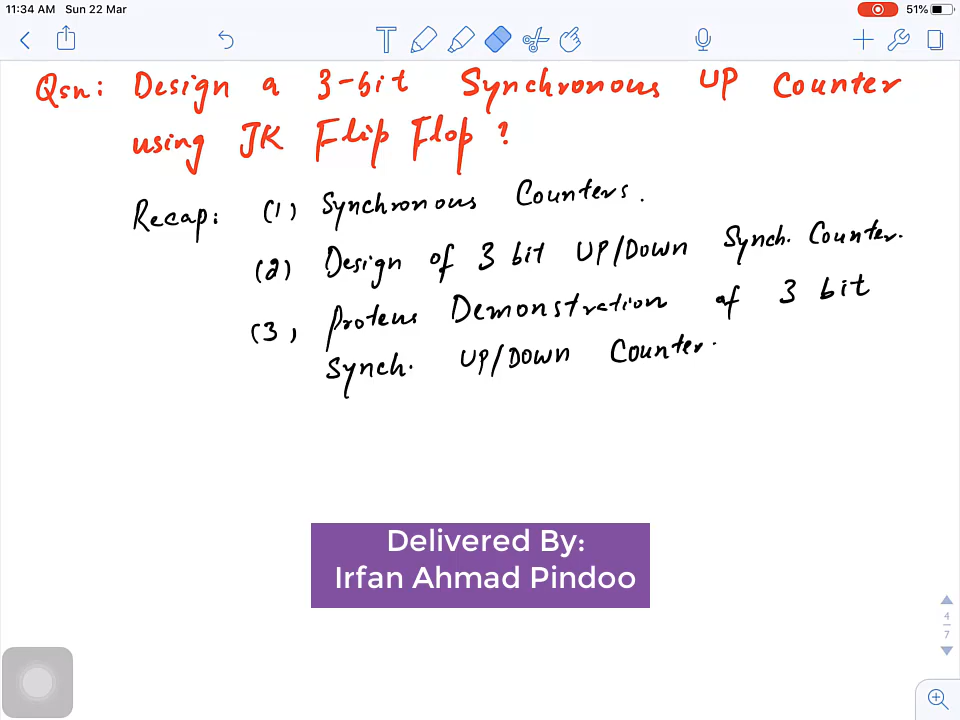 11:34 AM Sun 22 Mar
51%
Qsn: Design a 3-bit Synchronous UP Counter
using JK Flip Flop ?
Recap: (1) Synchronous Counters.
(2) Design of 3 bit UP/DOWN Synch. Counter.
(3) Proteus Demonstration of 3 bit
Synch. UP/DOWN Counter.
Delivered By:
Irfan Ahmad Pindoo
4
7